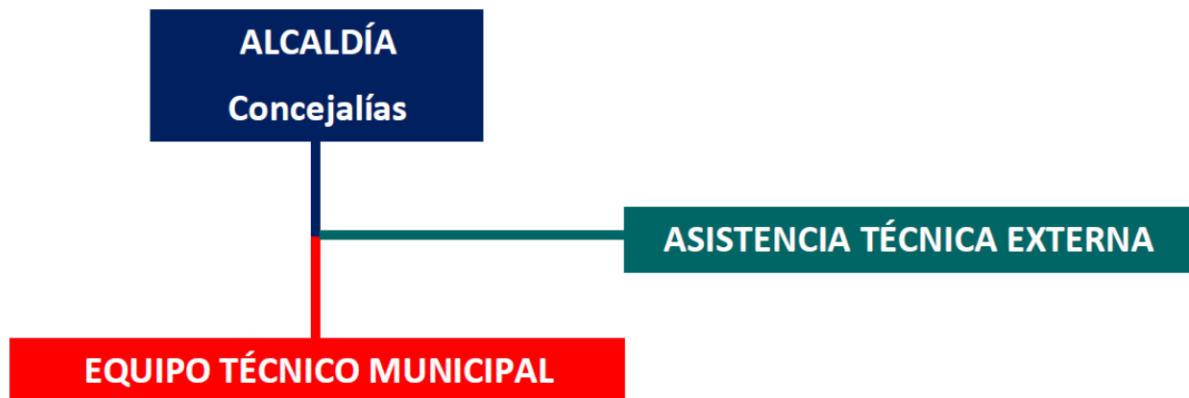 ALCALDÍA
Concejalías
ASISTENCIA TÉCNICA EXTERNA
EQUIPO TÉCNICO MUNICIPAL